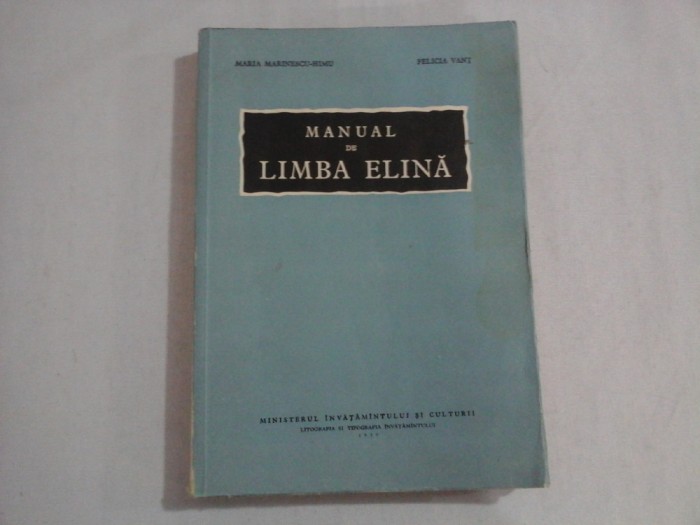 MARIA MARINESCU-HIMU FELICIA VANȚ
MANUAL
DE
LIMBA ELINĂ
MINISTERUL ÎNVĂȚĂMÎNTULUI ȘI CULTURII
LITOGRAFIA ȘI TIPOGRAFIA ÎNVĂȚĂMÎNTULUI